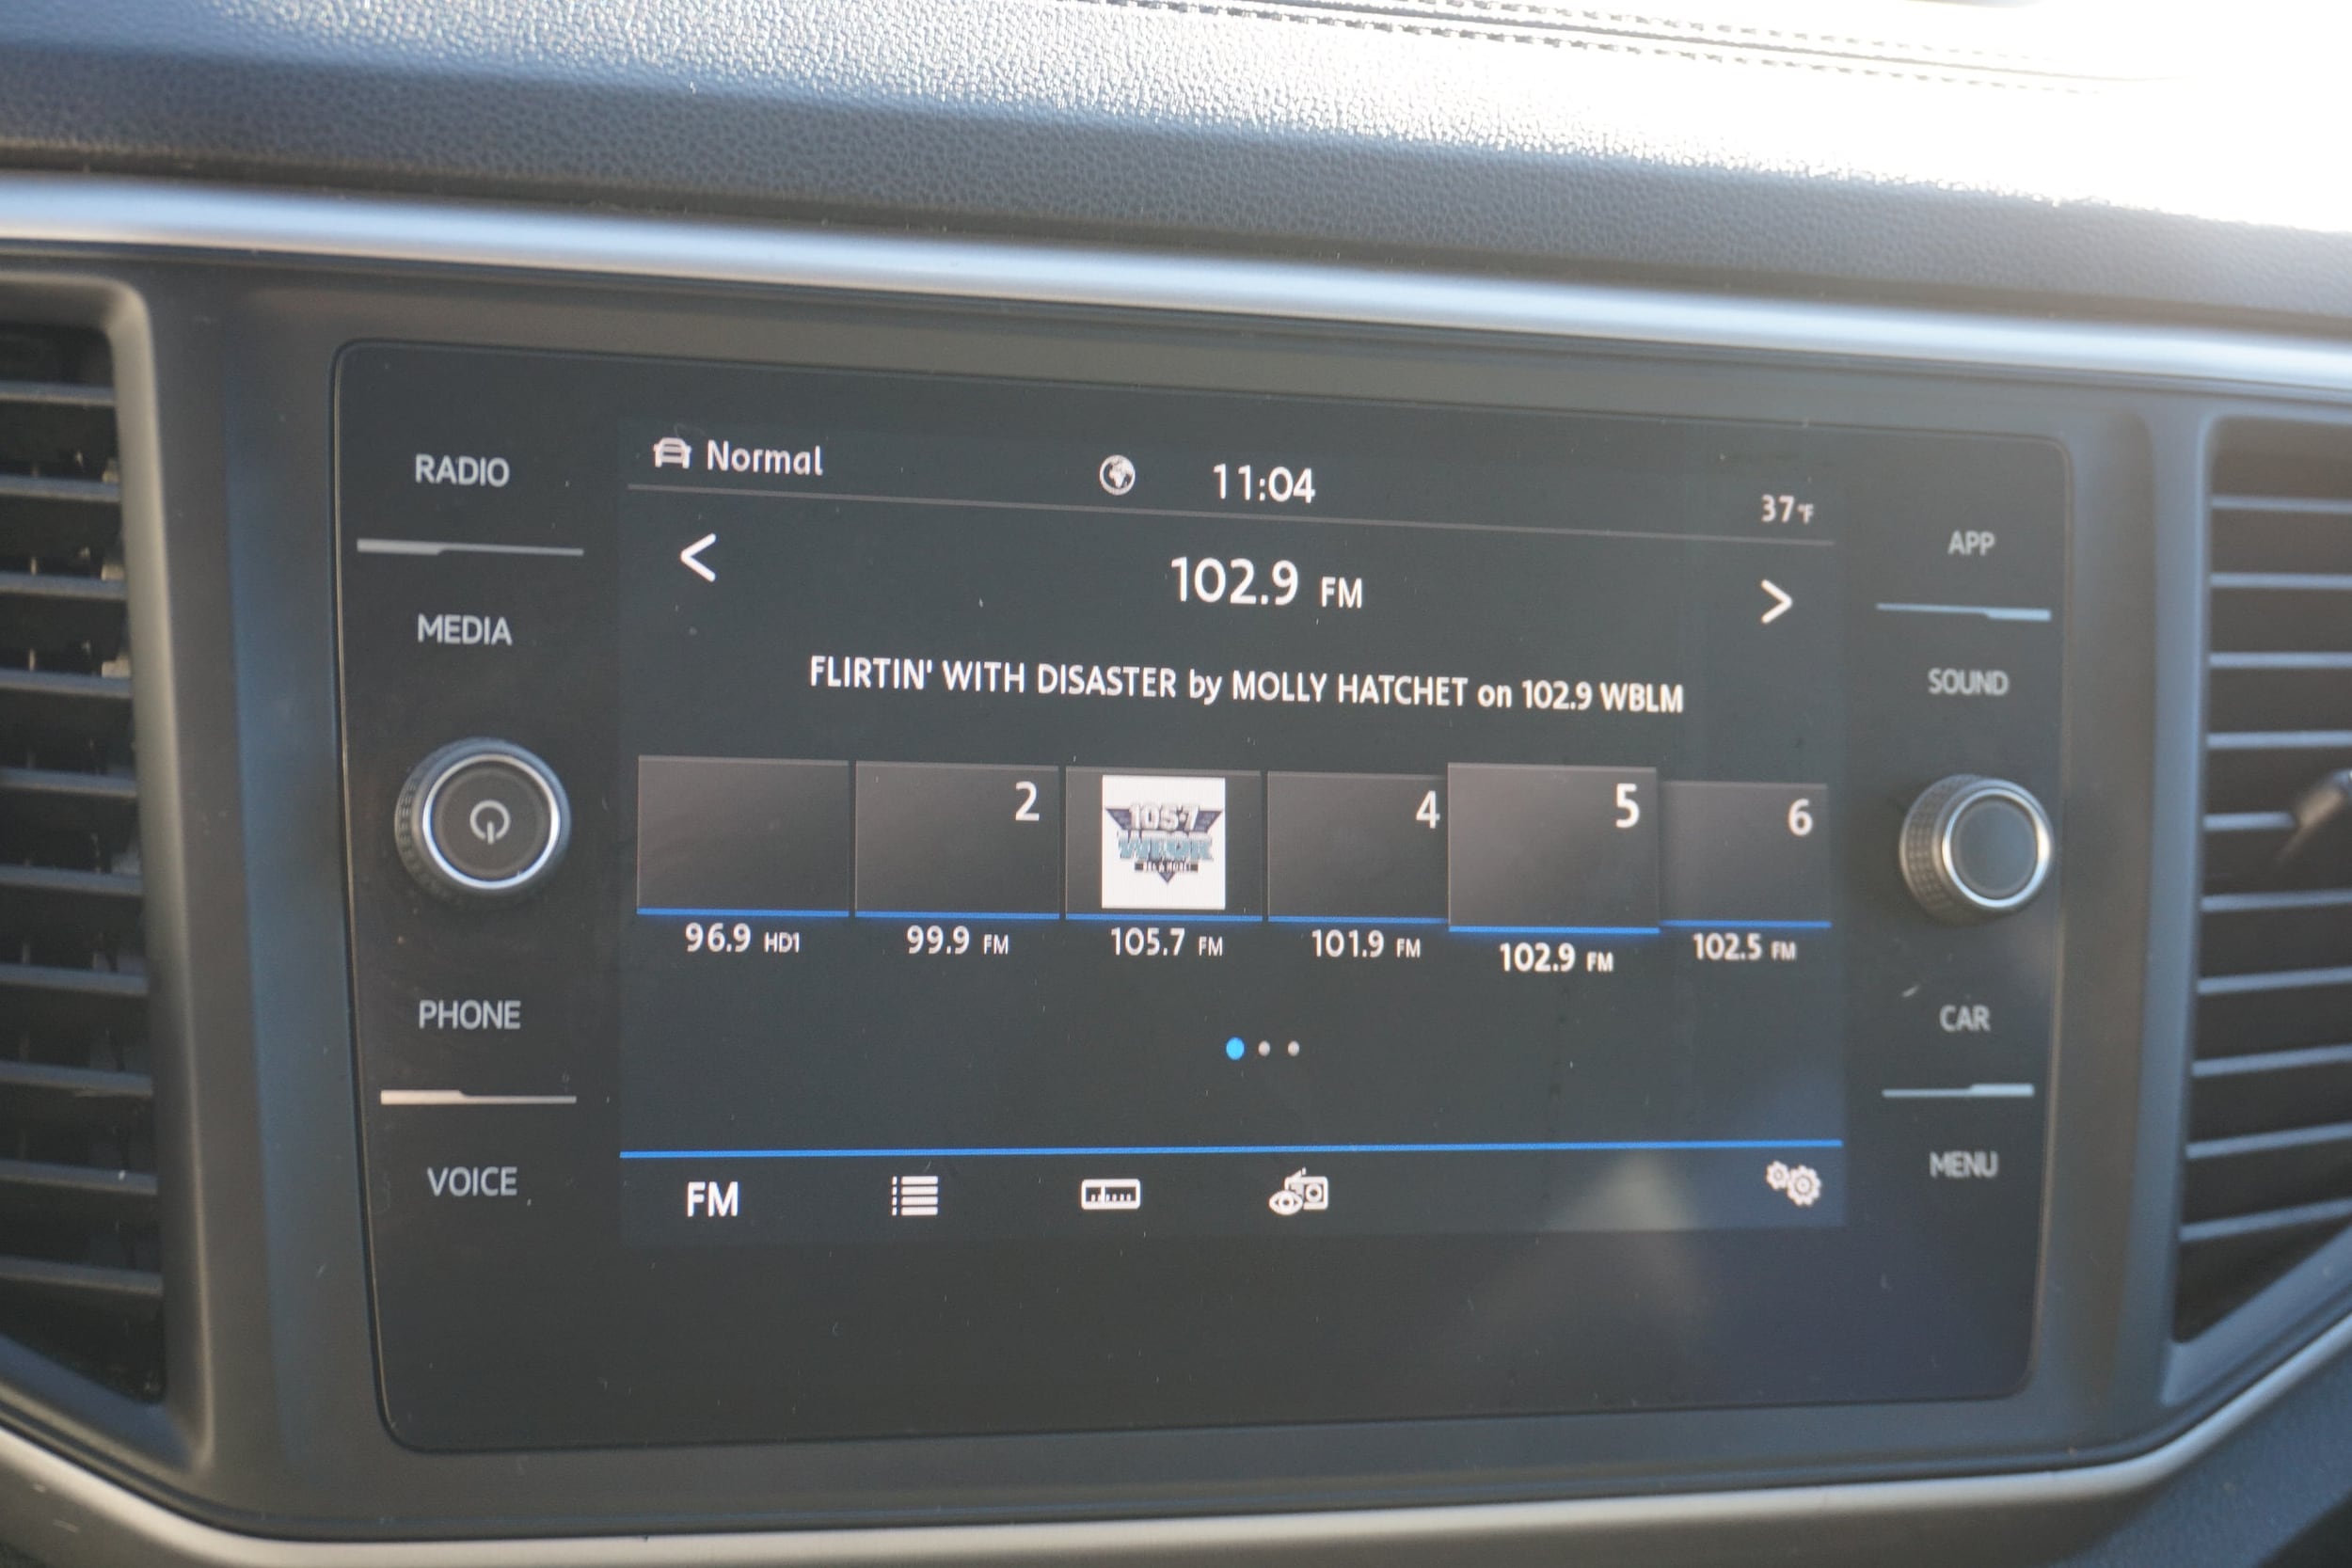 RADIO
MEDIA
PHONE
VOICE
Normal
11:04
37°F
<
102.9 FM
>
FLIRTIN' WITH DISASTER by MOLLY HATCHET on 102.9 WBLM
2
105.7
4
5
6
96.9 HD1
99.9 FM
105.7 FM
101.9 FM
102.9 FM
102.5 FM
FM
APP
SOUND
CAR
MENU